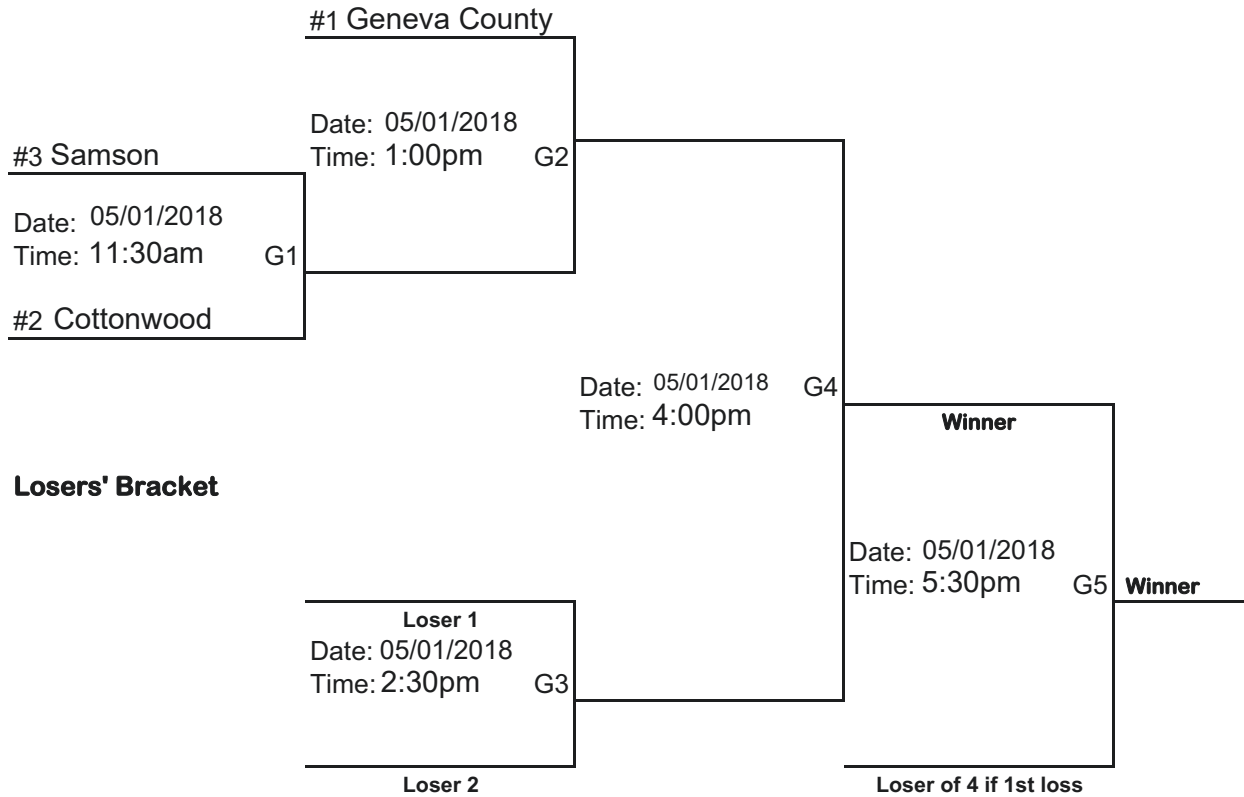 #1 Geneva County
Date: 05/01/2018
Time: 1:00pm G2
#3 Samson
Date: 05/01/2018
Time: 11:30am G1
#2 Cottonwood
Date: 05/01/2018 G4
Time: 4:00pm
Winner
Losers' Bracket
Date: 05/01/2018
Time: 5:30pm G5 Winner
Loser 1
Date: 05/01/2018
Time: 2:30pm G3
Loser 2
Loser of 4 if 1st loss